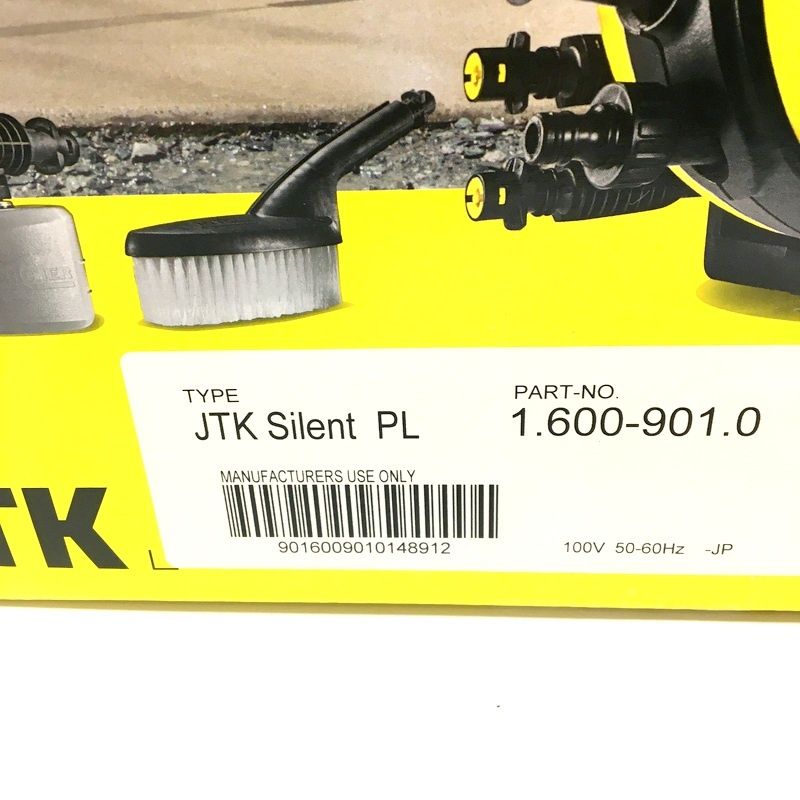 TYPE
JTK Silent PL
PART-NO.
1.600-901.0
MANUFACTURERS USE ONLY
9016009010148912
100V 50-60Hz -JP
TK